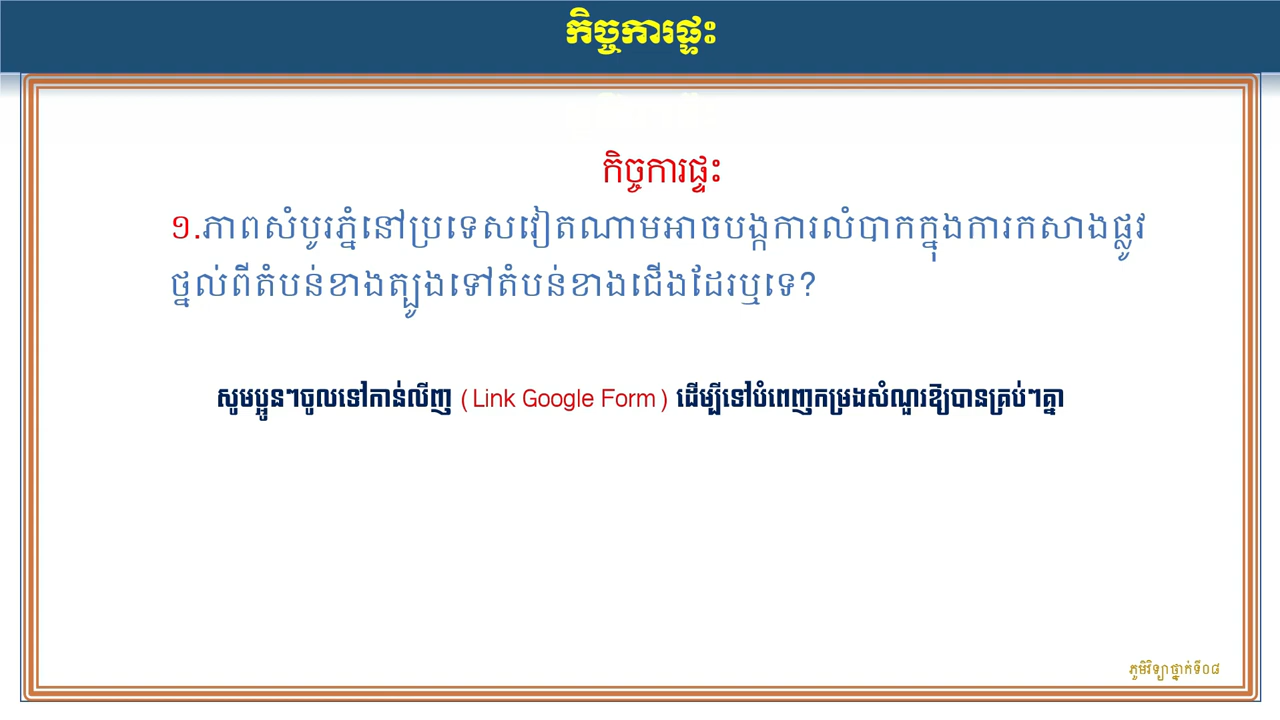 កិច្ចការផ្ទះ
កិច្ចការផ្ទះ
១.ភាពសំបូរភ្នំនៅប្រទេសវៀតណាមអាចបង្កការលំបាកក្នុងការកសាងផ្លូវ
ថ្នល់ពីតំបន់ខាងត្បូងទៅតំបន់ខាងជើងដែរឬទេ?
សូមប្អូនៗចូលទៅកាន់លីញ (Link Google Form) ដើម្បីទៅបំពេញកម្រងសំណួរឱ្យបានគ្រប់ៗគ្នា
ភូមិវិទ្យាថ្នាក់ទី០៨